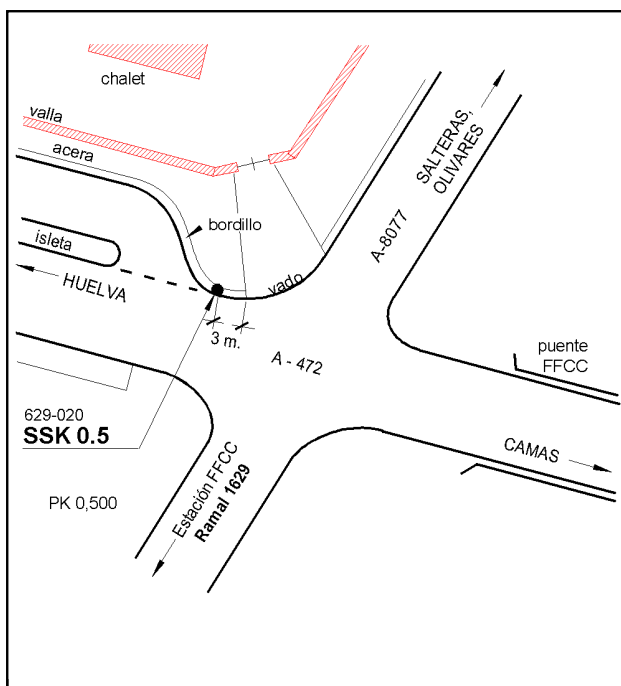 chalet
valla
acera
SALTERAS,
OLIVARES
bordillo
A-8077
isleta
HUELVA
vado
3 m.
A - 472
puente
FFCC
629-020
SSK 0.5
CAMAS
PK 0,500
Estación FFCC
Ramal 1629